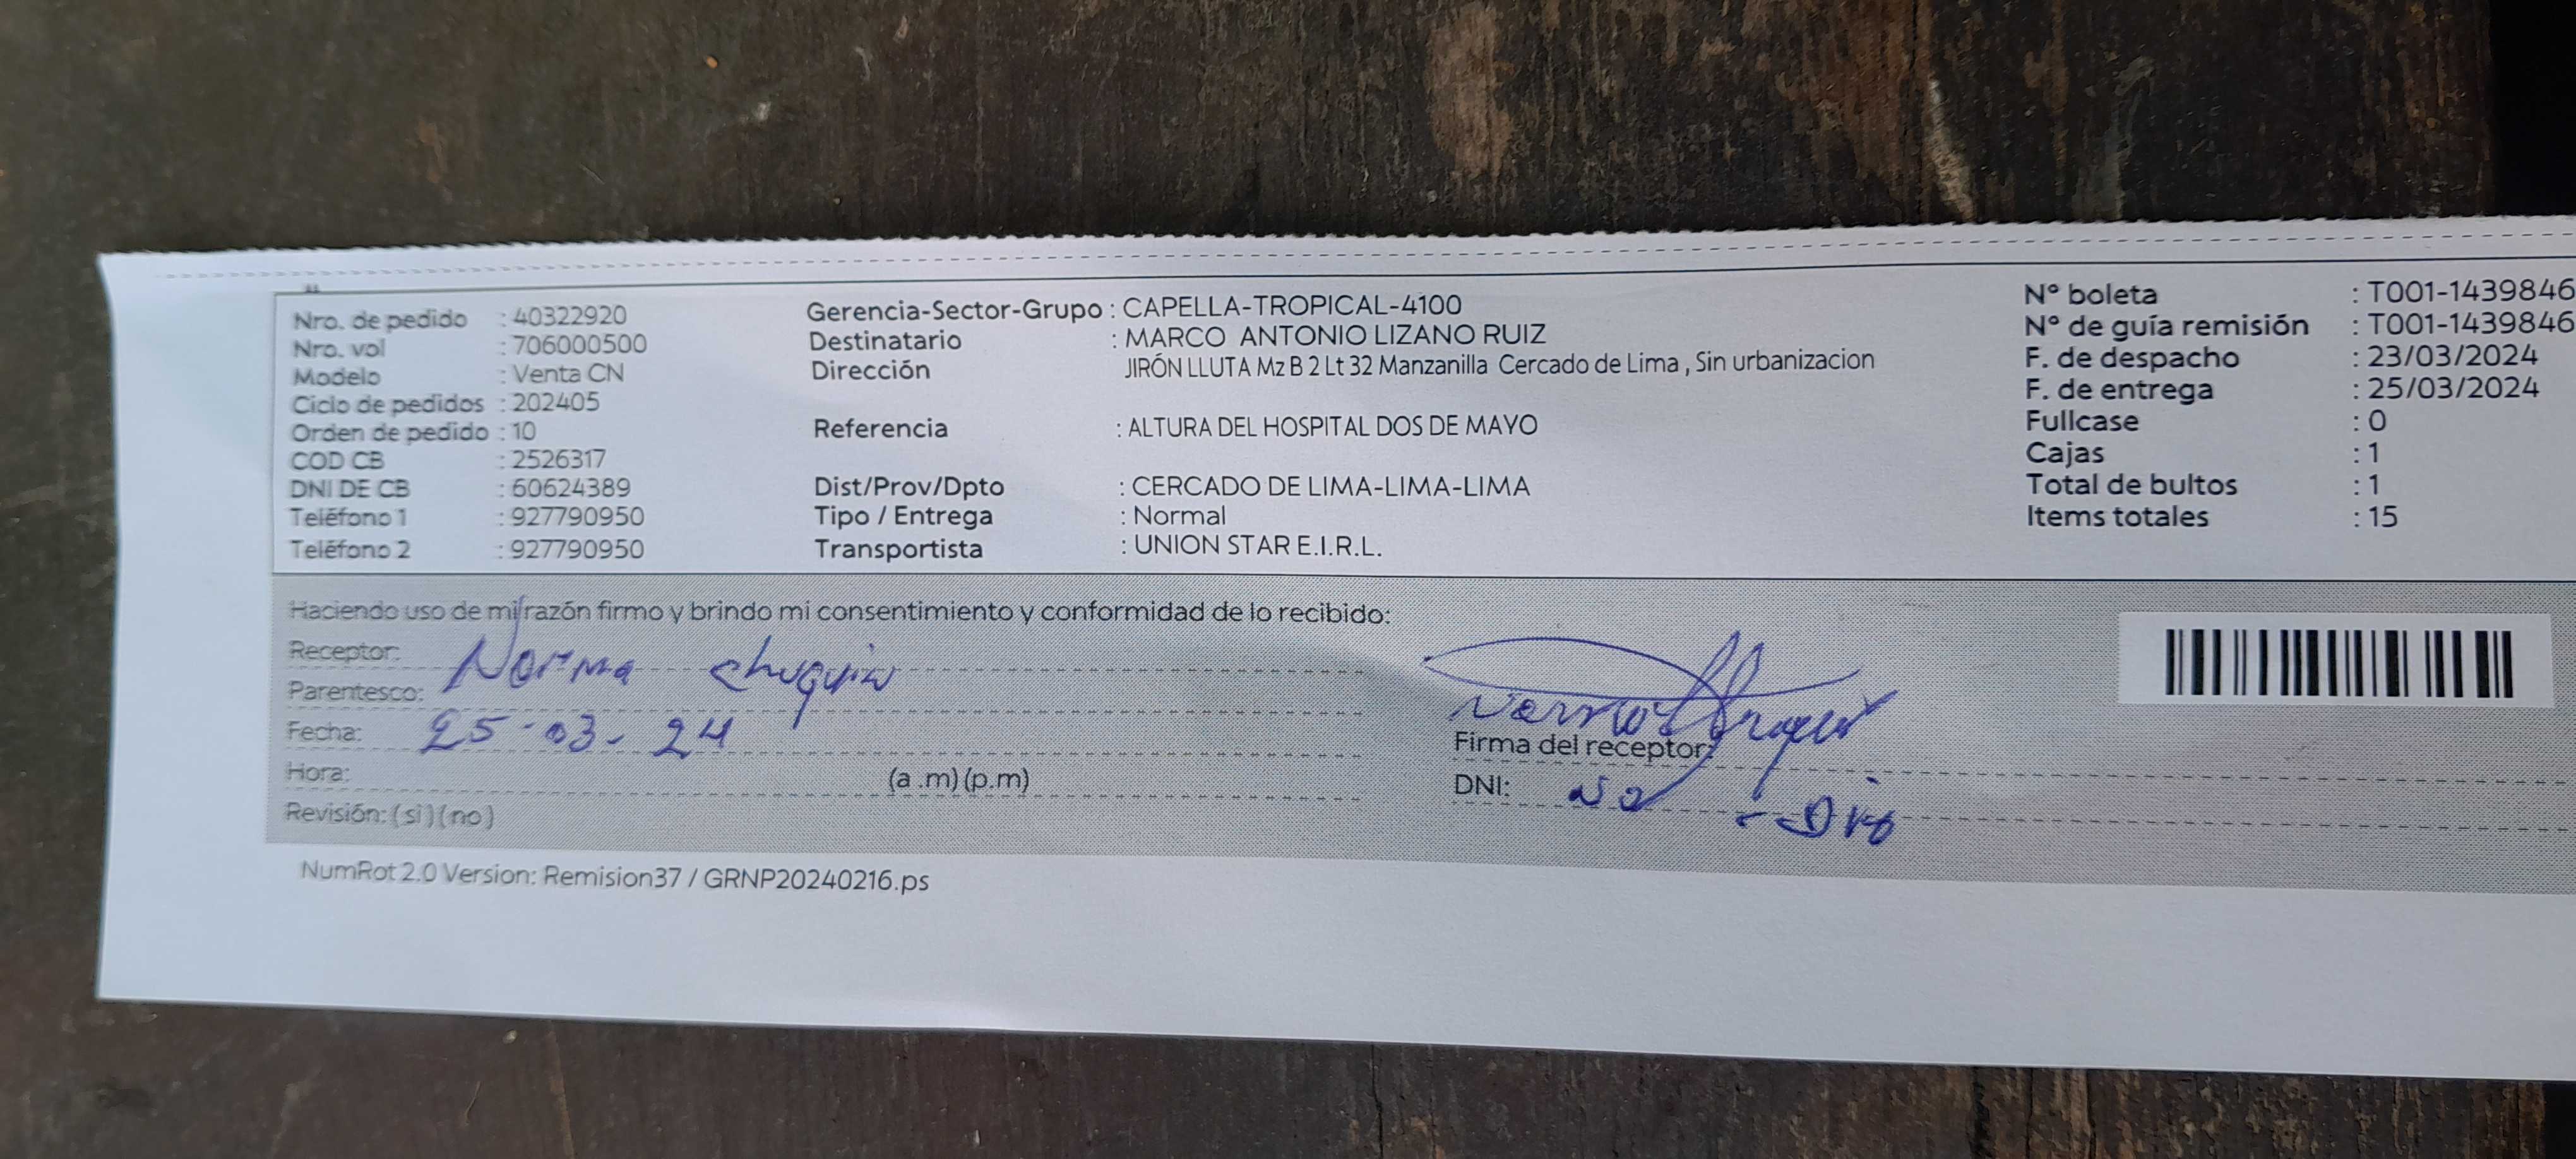 Nro. de pedido : 40322920
Nro. vol : 706000500
Modelo : Venta CN
Ciclo de pedidos : 202405
Orden de pedido : 10
COD CB : 2526317
DNI DE CB : 60624389
Teléfono 1 : 927790950
Teléfono 2 : 927790950
Gerencia-Sector-Grupo : CAPELLA-TROPICAL-4100
Destinatario : MARCO ANTONIO LIZANO RUIZ
Dirección JIRÓN LLUTA Mz B 2 Lt 32 Manzanilla Cercado de Lima , Sin urbanizacion
Referencia : ALTURA DEL HOSPITAL DOS DE MAYO
Dist/Prov/Dpto : CERCADO DE LIMA-LIMA-LIMA
Tipo / Entrega : Normal
Transportista : UNION STAR E.I.R.L.
N° boleta : T001-1439846
N° de guía remisión : T001-1439846
F. de despacho : 23/03/2024
F. de entrega : 25/03/2024
Fullcase : 0
Cajas : 1
Total de bultos : 1
Items totales : 15
Haciendo uso de mi razón firmo y brindo mi consentimiento y conformidad de lo recibido:
Receptor: Norma
Parentesco:
Fecha: 25-03-24
Hora: (a .m) (p.m)
Revisión: (si) (no)
Firma del receptor:
DNI: No Dio
NumRot 2.0 Version: Remision37 / GRNP20240216.ps